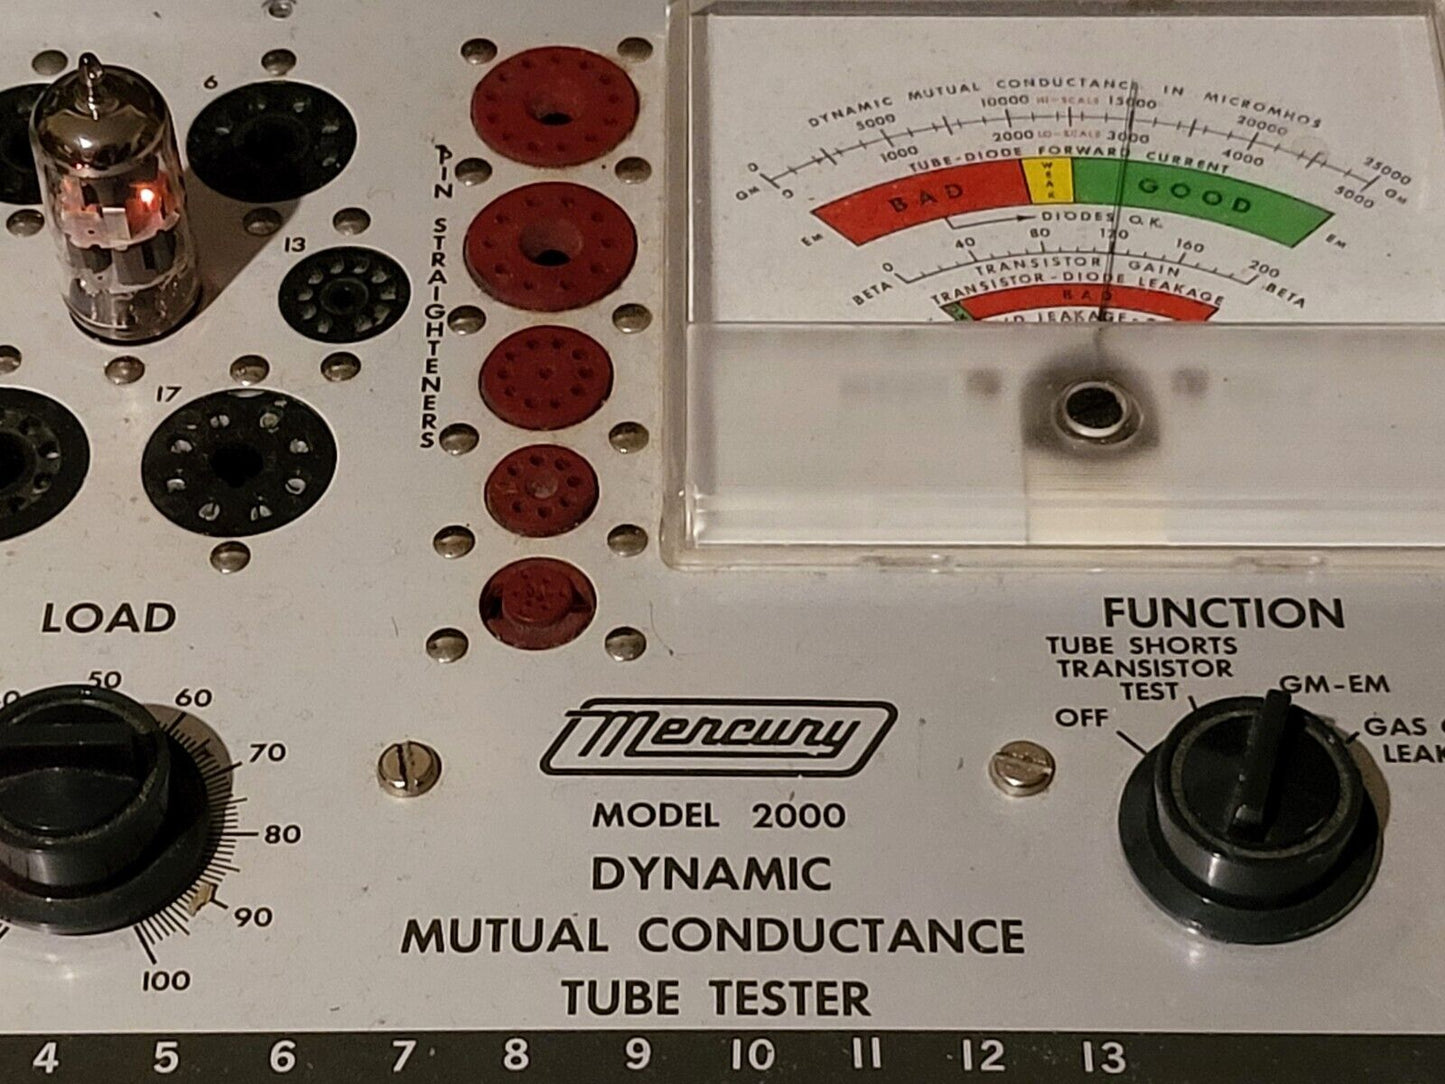 6
13
17
PIN STRAIGHTENERS
DYNAMIC MUTUAL CONDUCTANCE IN MICROMHOS
0 5000 10000 HI-SCALE 15000 20000 25000
GM 0 1000 2000 LO-SCALE 3000 4000 5000 GM
TUBE-DIODE FORWARD CURRENT
EM BAD WEAK GOOD EM
DIODES O.K.
BETA 0 40 80 120 160 200 BETA
TRANSISTOR GAIN
TRANSISTOR-DIODE LEAKAGE
BAD
LEAKAGE
LOAD
50
60
70
80
90
100
FUNCTION
TUBE SHORTS
TRANSISTOR
TEST
OFF
GM-EM
GAS
LEAK
Mercury
MODEL 2000
DYNAMIC
MUTUAL CONDUCTANCE
TUBE TESTER
4 5 6 7 8 9 10 11 12 13